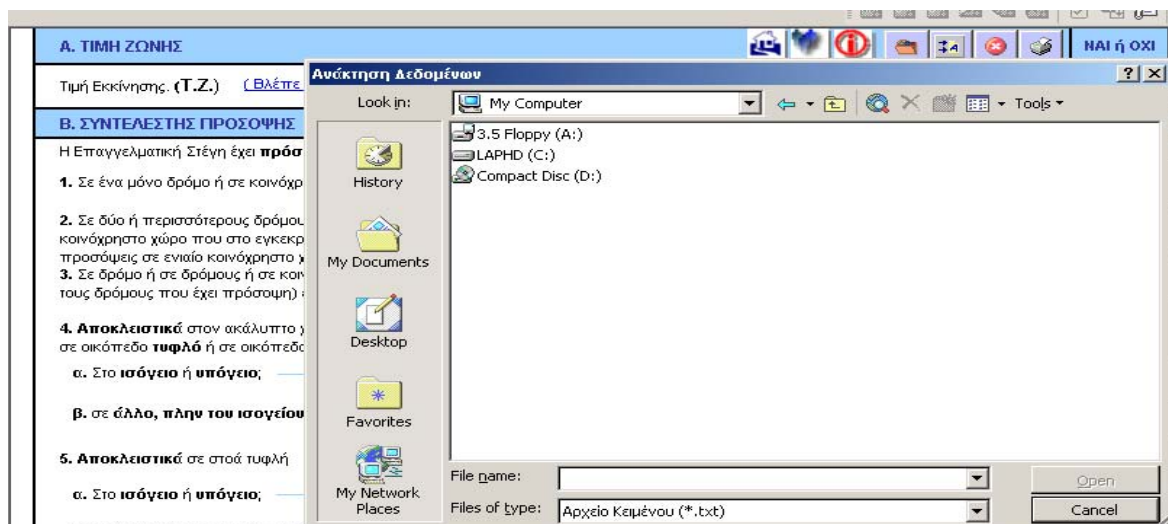 Α. ΤΙΜΗ ΖΩΝΗΣ
ΝΑΙ ή ΟΧΙ
Τιμή Εκκίνησης. (Τ.Ζ.) (Βλέπε
Ανάκτηση Δεδομένων
Look in:
My Computer
Tools
3.5 Floppy (A:)
LAPHD (C:)
Compact Disc (D:)
History
My Documents
Desktop
Favorites
My Network
Places
File name:
Open
Files of type:
Αρχείο Κειμένου (*.txt)
Cancel
Β. ΣΥΝΤΕΛΕΣΤΗΣ ΠΡΟΣΟΨΗΣ
Η Επαγγελματική Στέγη έχει πρόσ
1. Σε ένα μόνο δρόμο ή σε κοινόχρ
2. Σε δύο ή περισσότερους δρόμου
κοινόχρηστο χώρο που στο εγκεκρ
προσόψεις σε ενιαίο κοινόχρηστο
3. Σε δρόμο ή σε δρόμους ή σε κοιν
τους δρόμους που έχει πρόσοψη)
4. Αποκλειστικά στον ακάλυπτο
σε οικόπεδο τυφλό ή σε οικόπεδο
α. Στο ισόγειο ή υπόγειο;
β. σε άλλο, πλην του ισογείου
5. Αποκλειστικά σε στοά τυφλή
α. Στο ισόγειο ή υπόγειο;